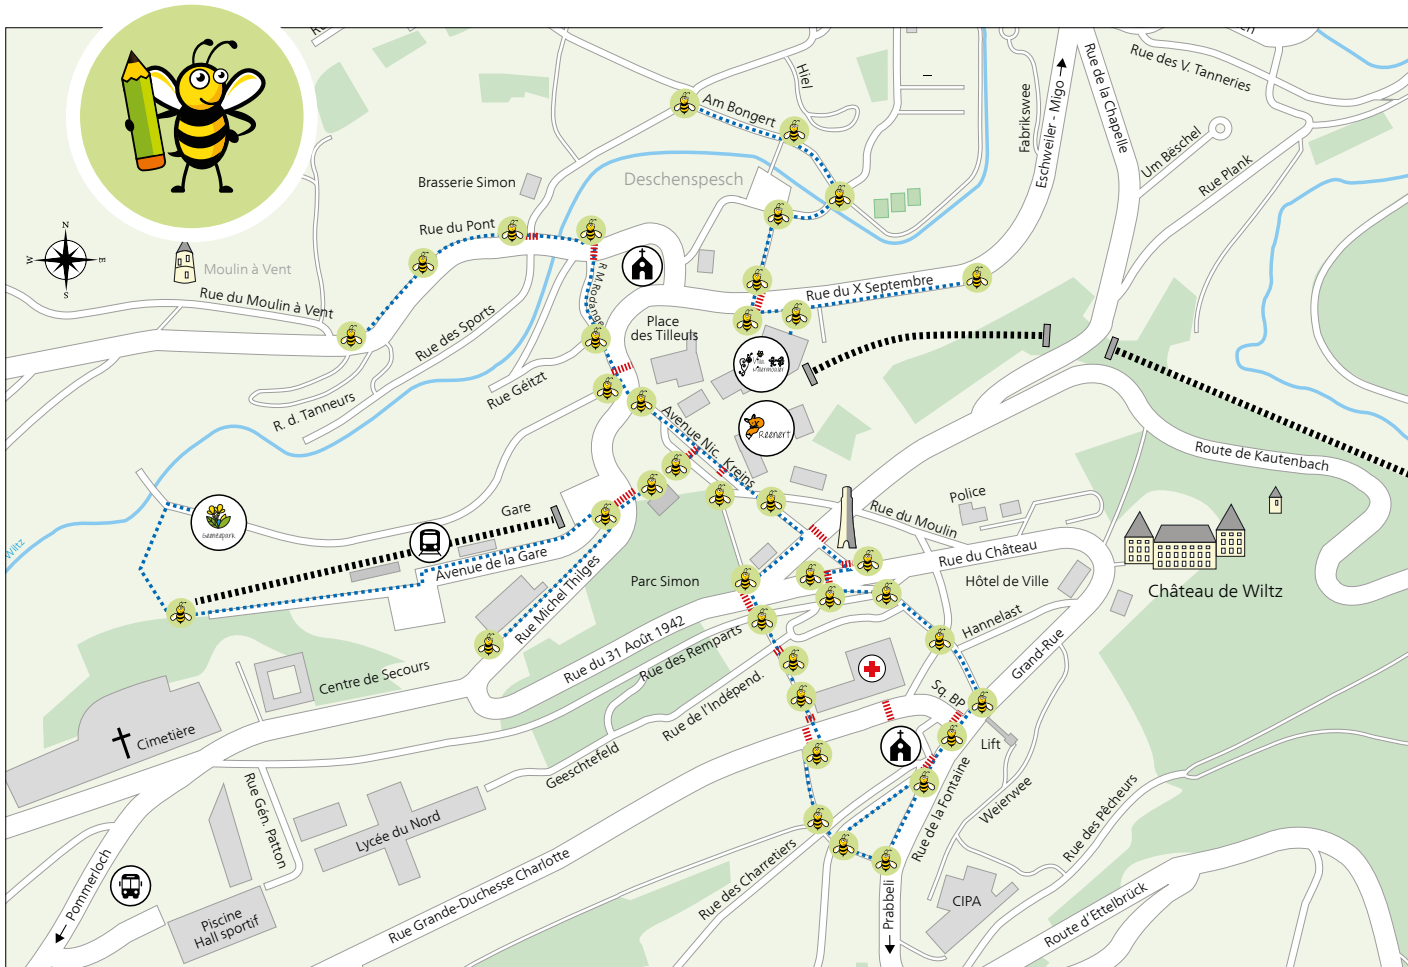 Am Bongert
Hiel
Fabrikswee
Eschweiler - Migo
Rue de la Chapelle
Rue des V. Tanneries
Um Bëschel
Rue Plank
Brasserie Simon
Deschenspesch
Rue du Pont
N
W
E
S
Moulin à Vent
Rue du Moulin à Vent
R.M.Rodange
Rue du X Septembre
Place
des Tilleuls
Rue des Sports
Rue Géitzt
R. d. Tanneurs
Avenue Nic. Kreins
Reenert
Route de Kautenbach
Wiltz
Geenzepark
Gare
Avenue de la Gare
Rue Michel Thilges
Police
Rue du Moulin
Rue du Château
Hôtel de Ville
Château de Wiltz
Parc Simon
Hannelast
Grand-Rue
Rue du 31 Août 1942
Rue des Remparts
Rue de l'Indépend.
Centre de Secours
Sq. BP
Lift
Cimetière
Geeschtefeld
Rue Gén. Patton
Lycée du Nord
Rue de la Fontaine
Weierwee
Rue des Pêcheurs
Rue des Charretiers
Rue Grande-Duchesse Charlotte
Pommerloch
Piscine
Hall sportif
Prabbeli
CIPA
Route d'Ettelbrück